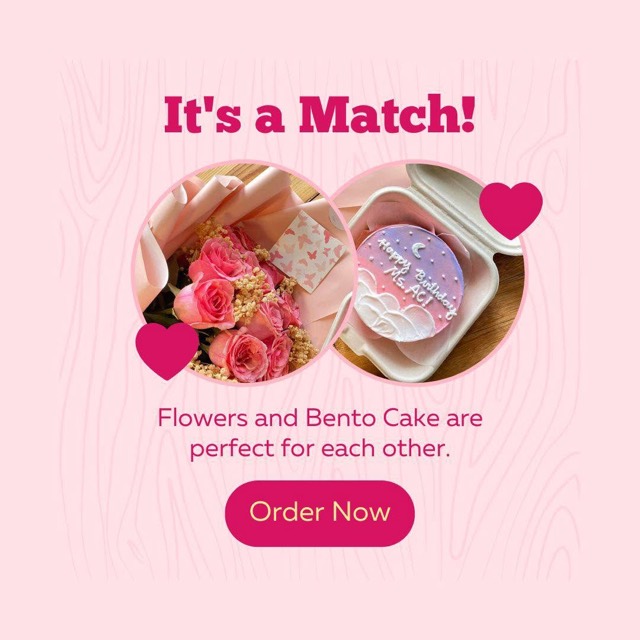 It's a Match!
Happy Birthday
Ms. AC!
Flowers and Bento Cake are
perfect for each other.
Order Now